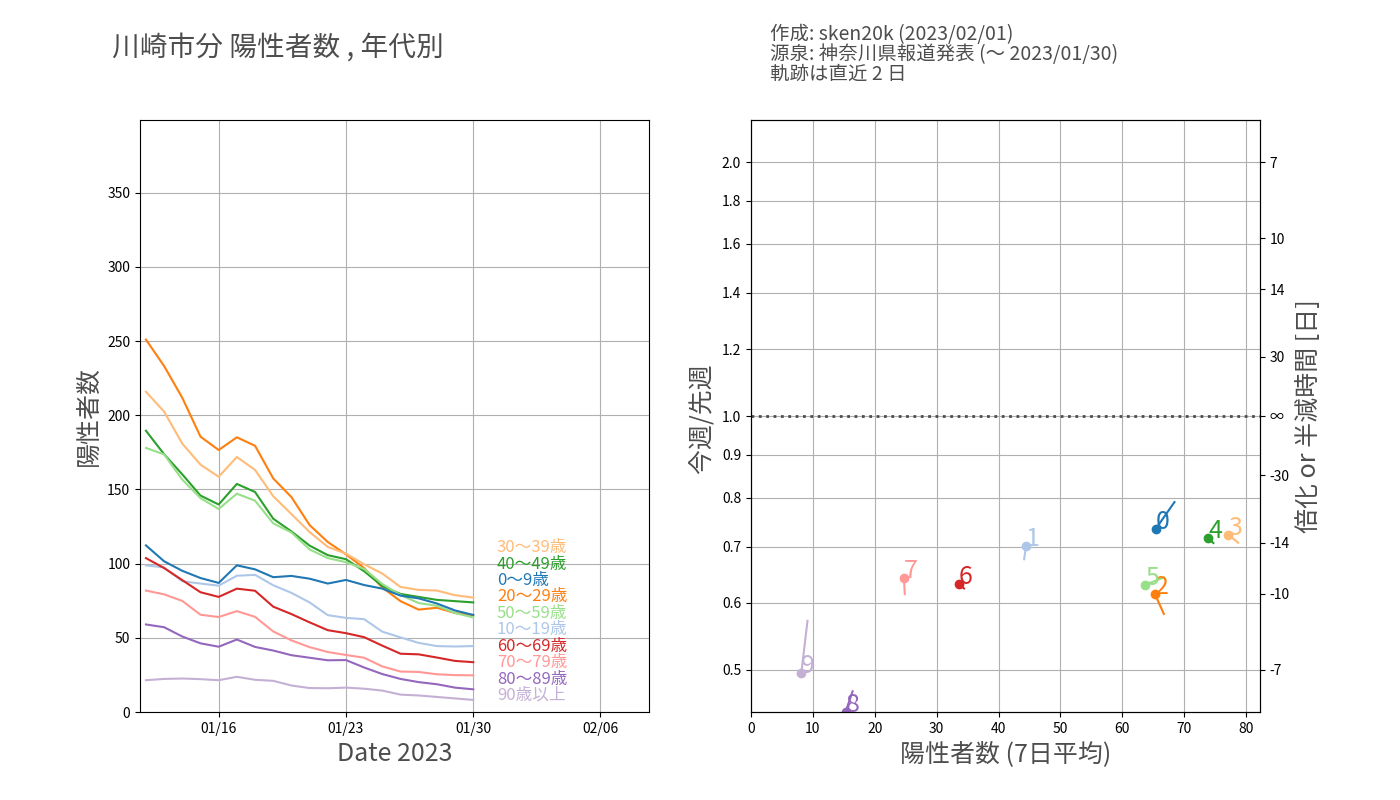 川崎市分 陽性者数 , 年代別
作成: sken20k (2023/02/01)
源泉: 神奈川県報道発表 (～ 2023/01/30)
軌跡は直近 2 日
陽性者数
350
300
250
200
150
100
50
0
01/16
01/23
01/30
02/06
Date 2023
30～39歳
40～49歳
0～9歳
20～29歳
50～59歳
10～19歳
60～69歳
70～79歳
80～89歳
90歳以上
今週/先週
2.0
1.8
1.6
1.4
1.2
1.0
0.9
0.8
0.7
0.6
0.5
0
10
20
30
40
50
60
70
80
陽性者数 (7日平均)
7
10
14
30
∞
-30
-14
-10
-7
倍化 or 半減時間 [日]
0
1
2
3
4
5
6
7
8
9